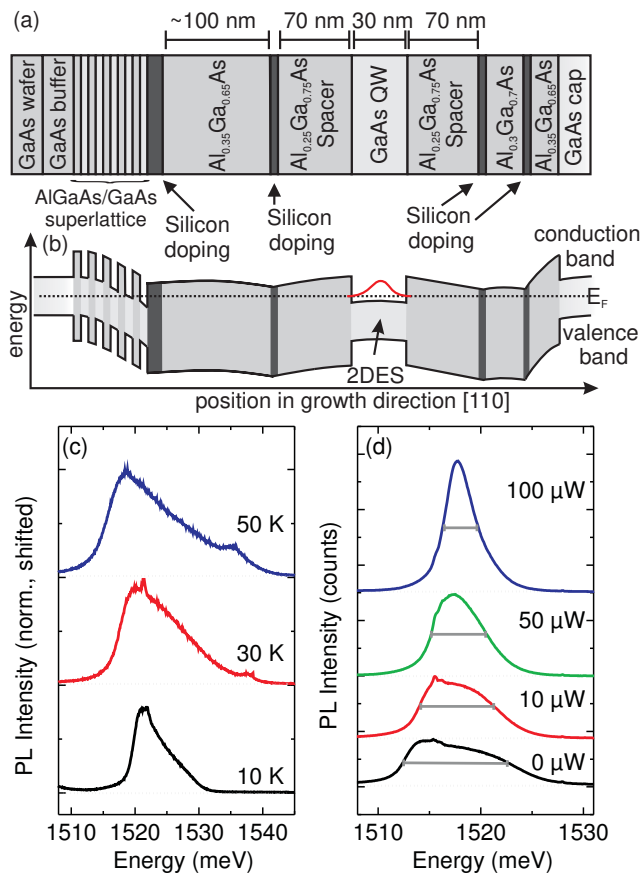 (a)
~100 nm
70 nm
30 nm
70 nm
GaAs wafer
GaAs buffer
Al0.35Ga0.65As
Al0.25Ga0.75As
Spacer
GaAs QW
Al0.25Ga0.75As
Spacer
Al0.3Ga0.7As
Al0.35Ga0.65As
GaAs cap
AlGaAs/GaAs
superlattice
Silicon
doping
Silicon
doping
Silicon
doping
(b)
conduction
band
energy
EF
valence
band
2DES
position in growth direction [110]
(c)
50 K
30 K
10 K
PL Intensity (norm., shifted)
1510 1520 1530 1540
Energy (meV)
(d)
100 µW
50 µW
10 µW
0 µW
PL Intensity (counts)
1510 1520 1530
Energy (meV)